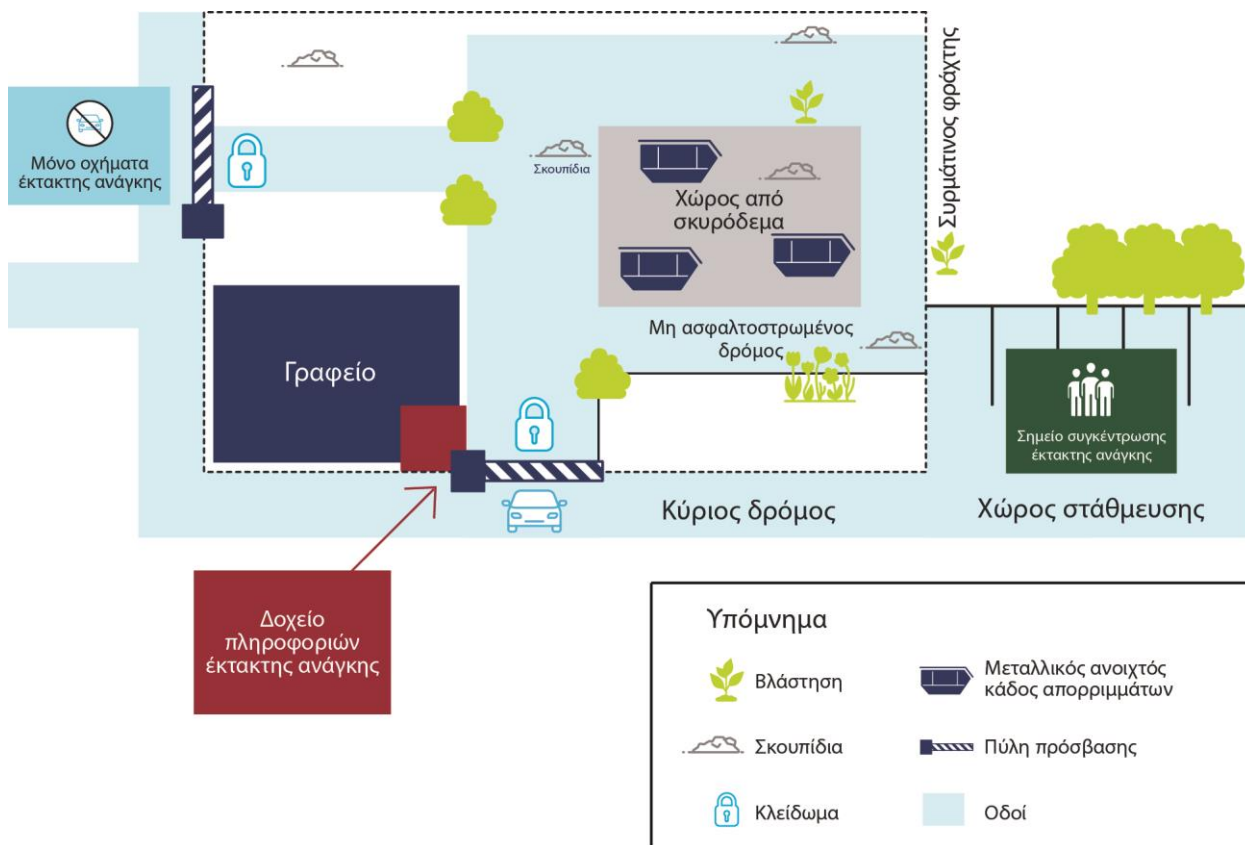 Μόνο οχήματα
έκτακτης ανάγκης
Σκουπίδια
Χώρος από
σκυρόδεμα
Συρμάτινος φράχτης
Μη ασφαλτοστρωμένος
δρόμος
Γραφείο
Σημείο συγκέντρωσης
έκτακτης ανάγκης
Κύριος δρόμος
Χώρος στάθμευσης
Δοχείο
πληροφοριών
έκτακτης ανάγκης
Υπόμνημα
Βλάστηση
Μεταλλικός ανοιχτός
κάδος απορριμμάτων
Σκουπίδια
Πύλη πρόσβασης
Κλείδωμα
Οδοί